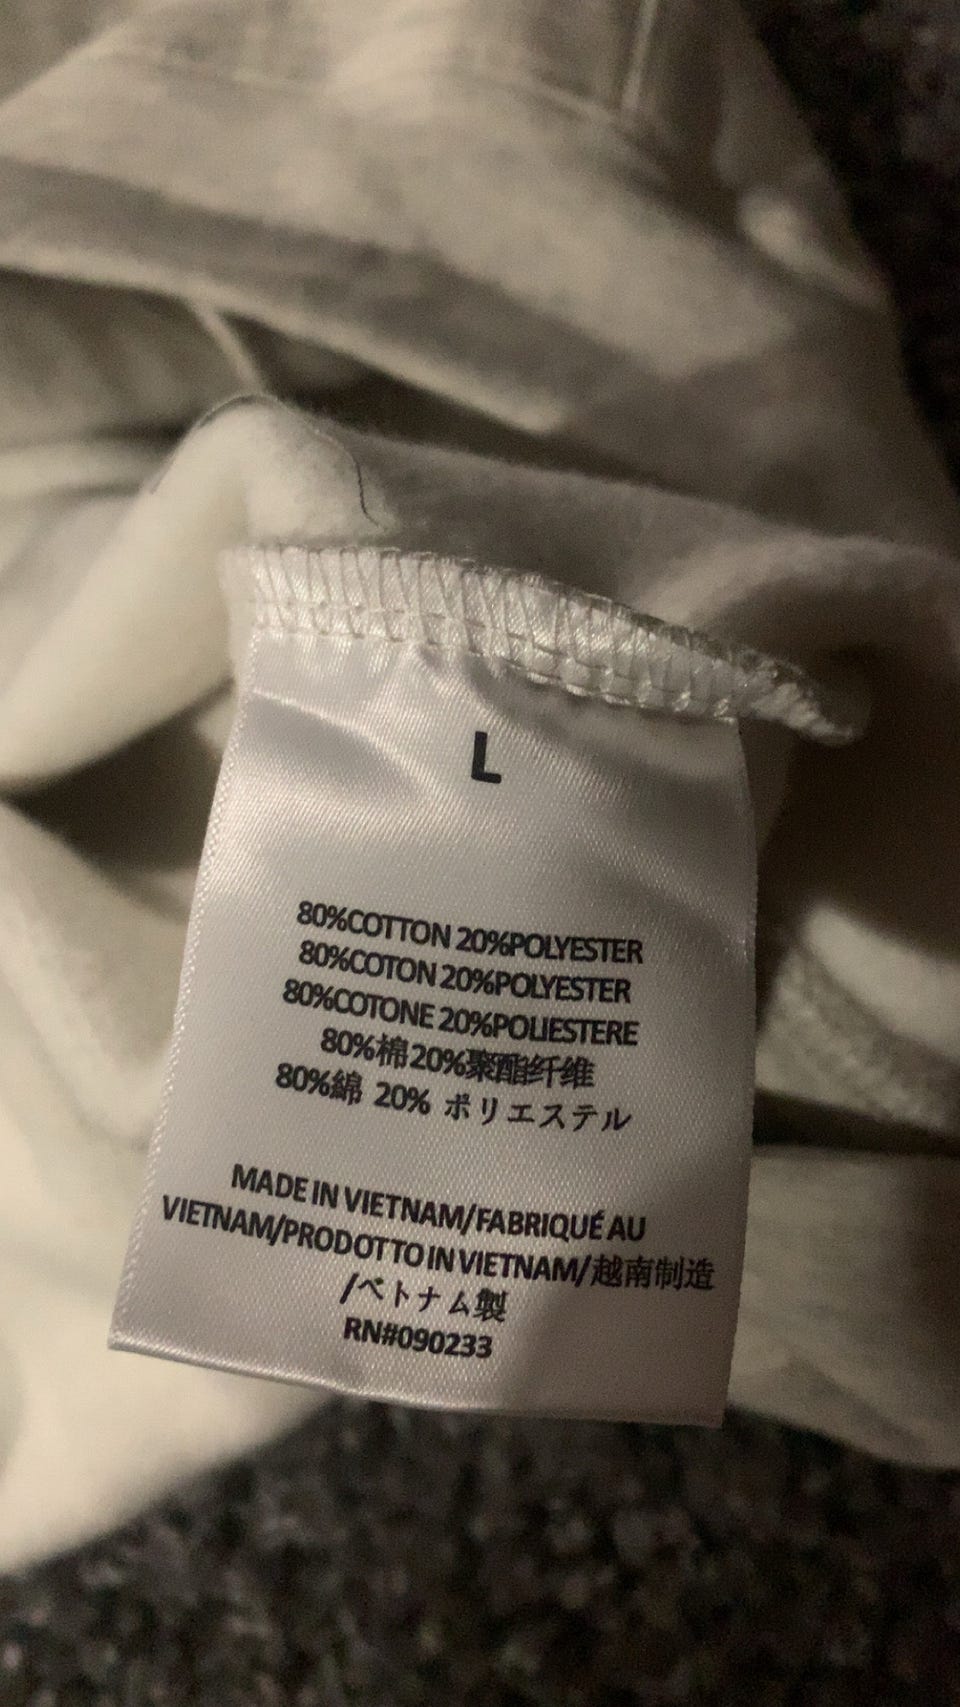 L
80%COTTON 20%POLYESTER
80%COTON 20%POLYESTER
80%COTONE 20%POLIESTERE
80%棉20%聚酯纤维
80%綿 20% ポリエステル
MADE IN VIETNAM/FABRIQUÉ AU
VIETNAM/PRODOTTO IN VIETNAM/越南制造
/ベトナム製
RN#090233